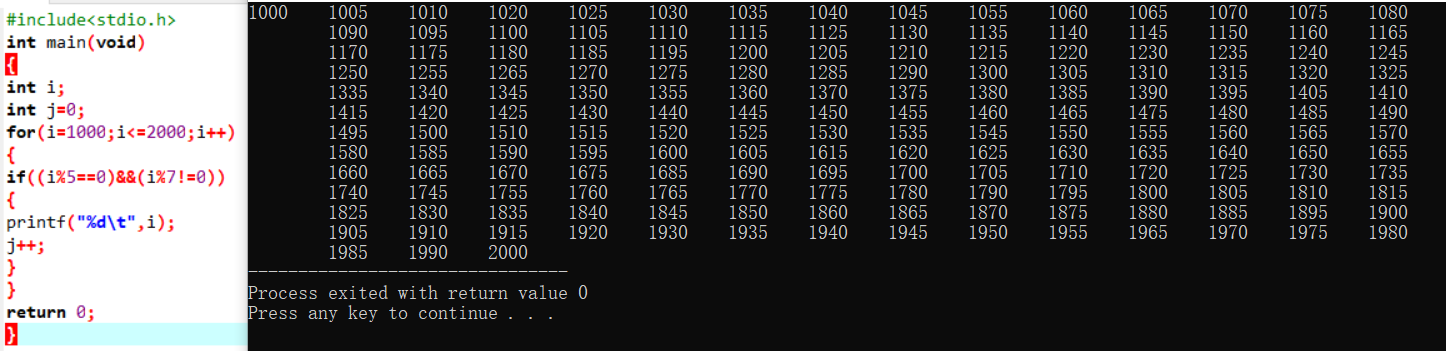 #include<stdio.h>
int main(void)
{
int i;
int j=0;
for(i=1000;i<=2000;i++)
{
if((i%5==0)&&(i%7!=0))
{
printf("%d\t",i);
j++;
}
}
return 0;
}
1000 1005 1010 1020 1025 1030 1035 1040 1045 1055 1060 1065 1070 1075 1080
1090 1095 1100 1105 1110 1115 1125 1130 1135 1140 1145 1150 1160 1165
1170 1175 1180 1185 1195 1200 1205 1210 1215 1220 1230 1235 1240 1245
1250 1255 1265 1270 1275 1280 1285 1290 1300 1305 1310 1315 1320 1325
1335 1340 1345 1350 1355 1360 1370 1375 1380 1385 1390 1395 1405 1410
1415 1420 1425 1430 1440 1445 1450 1455 1460 1465 1475 1480 1485 1490
1495 1500 1510 1515 1520 1525 1530 1535 1545 1550 1555 1560 1565 1570
1580 1585 1590 1595 1600 1605 1615 1620 1625 1630 1635 1640 1650 1655
1660 1665 1670 1675 1685 1690 1695 1700 1705 1710 1720 1725 1730 1735
1740 1745 1755 1760 1765 1770 1775 1780 1790 1795 1800 1805 1810 1815
1825 1830 1835 1840 1845 1850 1860 1865 1870 1875 1880 1885 1895 1900
1905 1910 1915 1920 1930 1935 1940 1945 1950 1955 1965 1970 1975 1980
1985 1990 2000
--------------------------------
Process exited with return value 0
Press any key to continue . . .